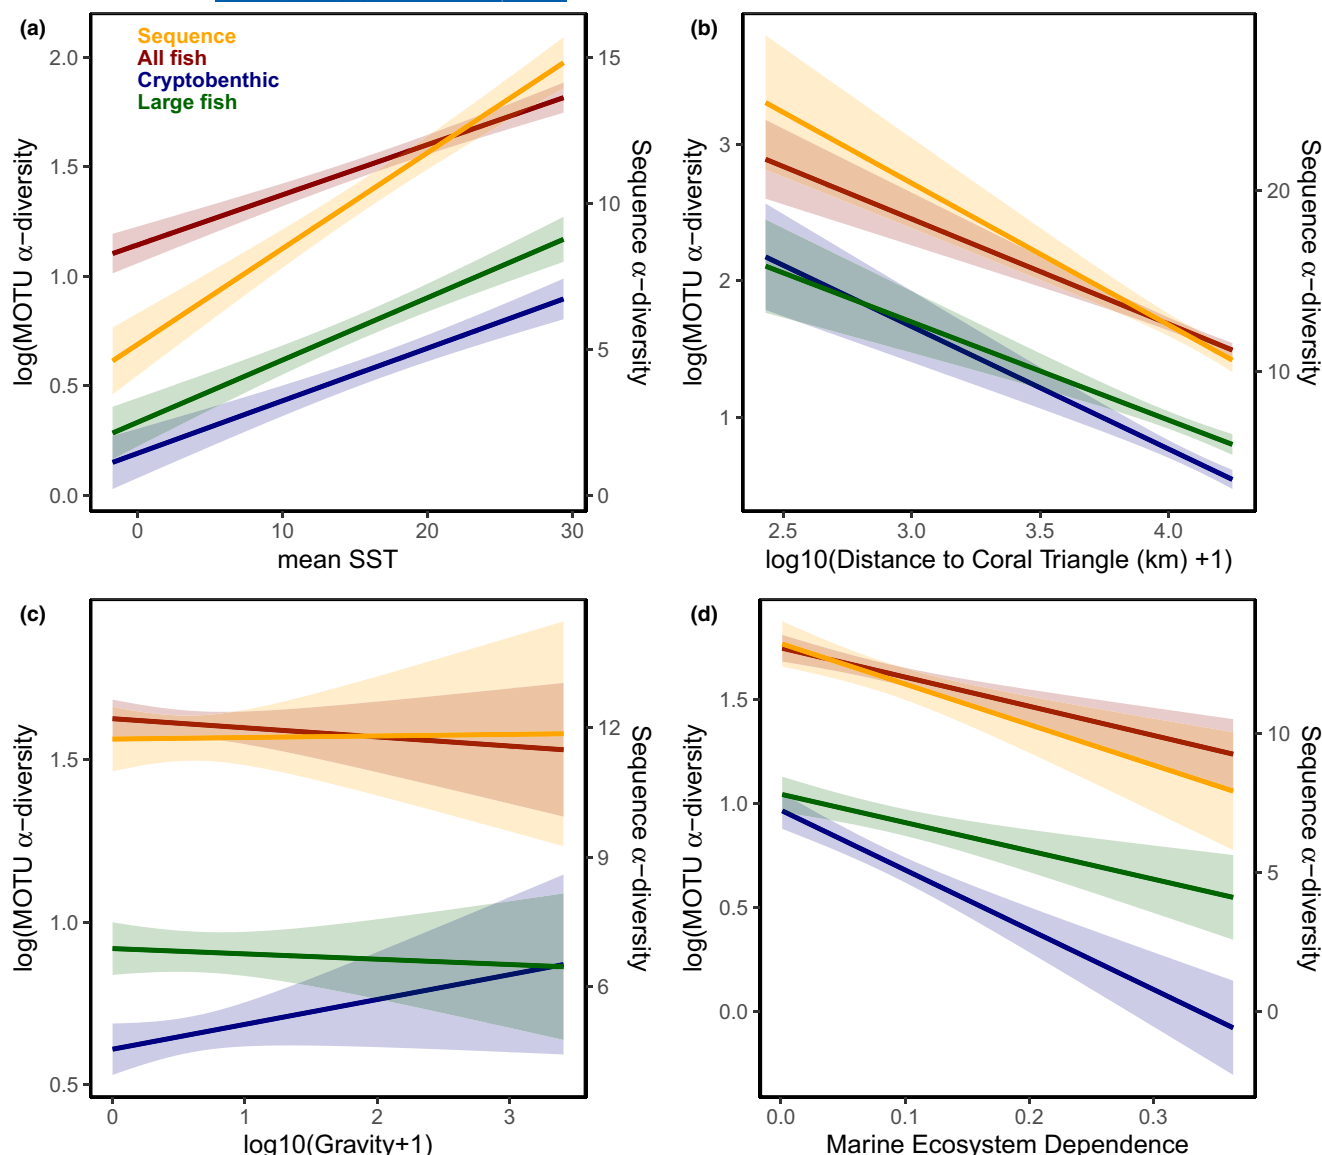 (a)
Sequence
All fish
Cryptobenthic
Large fish
2.0
1.5
1.0
0.5
0.0
log(MOTU α−diversity)
15
10
5
0
Sequence α−diversity
0 10 20 30
mean SST
(b)
3
2
1
log(MOTU α−diversity)
20
10
Sequence α−diversity
2.5 3.0 3.5 4.0
log10(Distance to Coral Triangle (km) +1)
(c)
1.5
1.0
0.5
log(MOTU α−diversity)
12
9
6
Sequence α−diversity
0 1 2 3
log10(Gravity+1)
(d)
1.5
1.0
0.5
0.0
log(MOTU α−diversity)
10
5
0
Sequence α−diversity
0.0 0.1 0.2 0.3
Marine Ecosystem Dependence